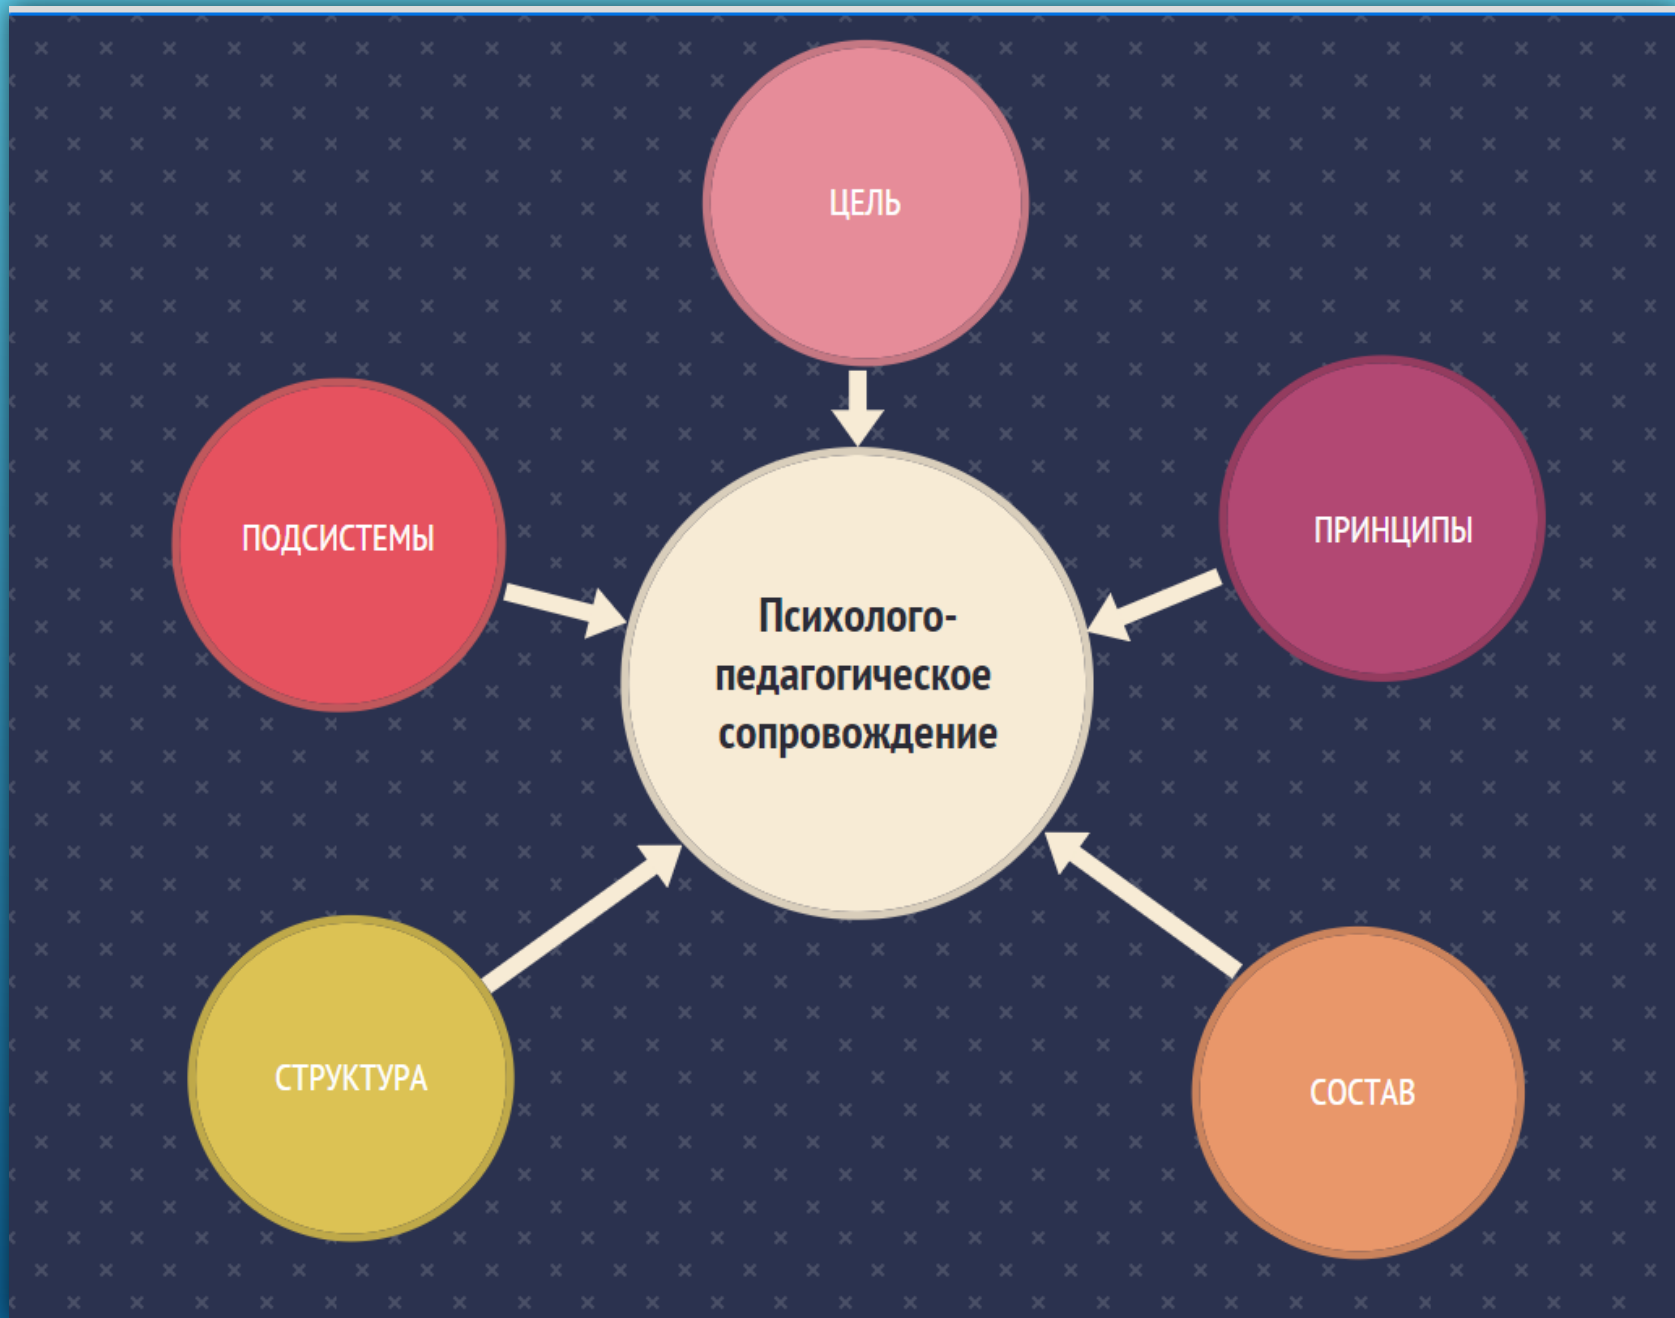 ЦЕЛЬ
ПОДСИСТЕМЫ
ПРИНЦИПЫ
Психолого-
педагогическое
сопровождение
СТРУКТУРА
СОСТАВ